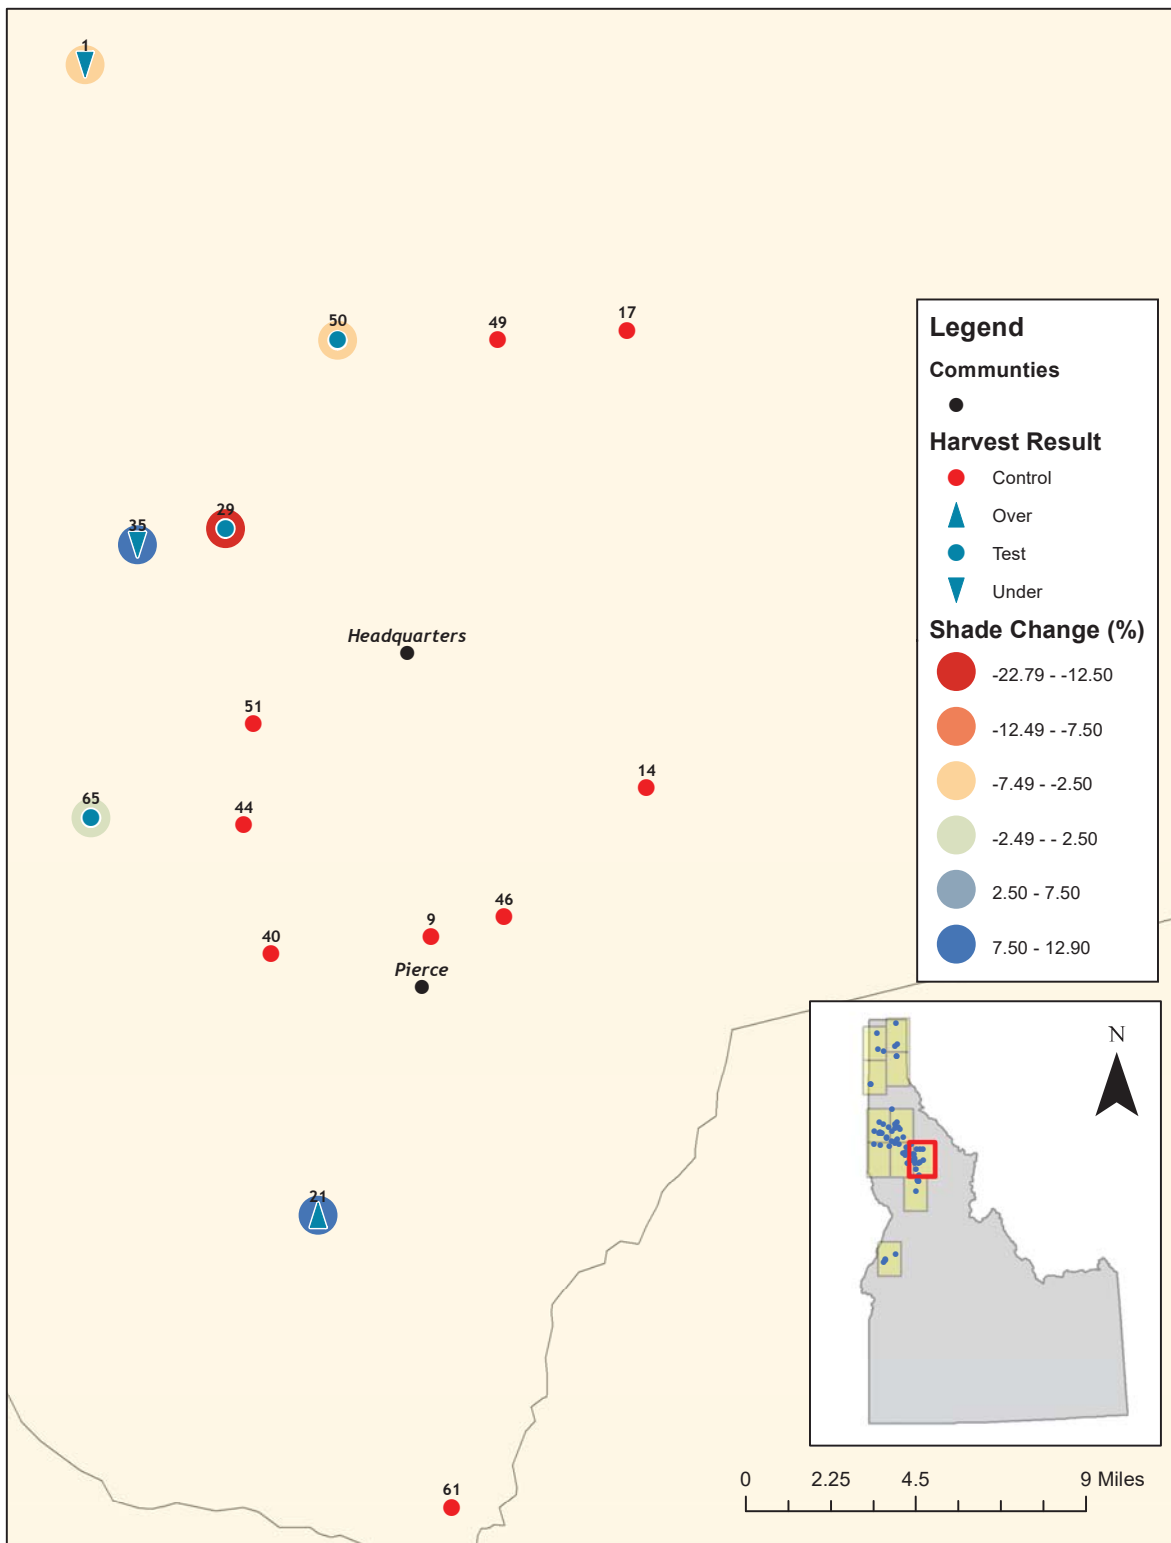 1
50
49
17
Legend
Communties
Harvest Result
Control
Over
Test
Under
Shade Change (%)
-22.79 - -12.50
-12.49 - -7.50
-7.49 - -2.50
-2.49 - - 2.50
2.50 - 7.50
7.50 - 12.90
29
35
Headquarters
51
14
65
44
46
9
40
Pierce
N
21
61
0 2.25 4.5 9 Miles